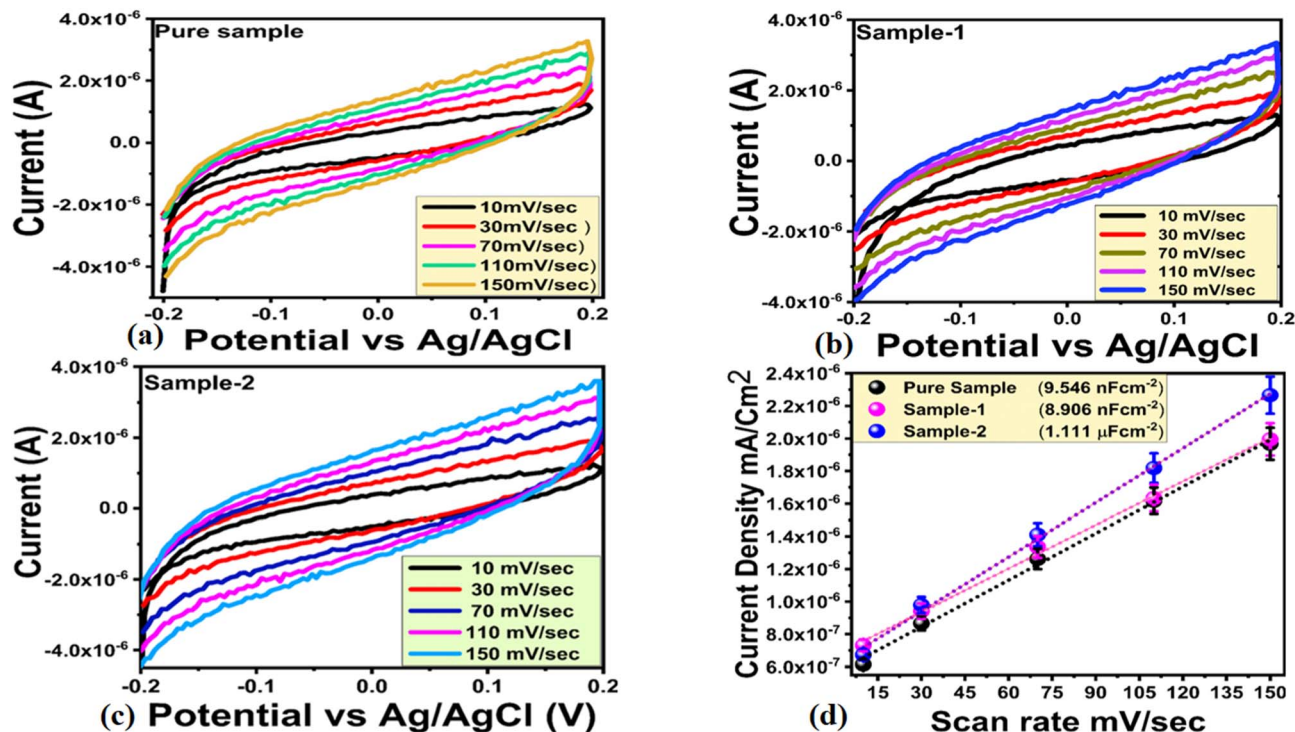 4.0x10⁻⁶
Pure sample
2.0x10⁻⁶
0.0
-2.0x10⁻⁶
-4.0x10⁻⁶
Current (A)
10mV/sec
30mV/sec )
70mV/sec)
110mV/sec)
150mV/sec)
-0.2 -0.1 0.0 0.1 0.2
(a) Potential vs Ag/AgCl
4.0x10⁻⁶
Sample-1
2.0x10⁻⁶
0.0
-2.0x10⁻⁶
-4.0x10⁻⁶
Current (A)
10 mV/sec
30 mV/sec
70 mV/sec
110 mV/sec
150 mV/sec
-0.2 -0.1 0.0 0.1 0.2
(b) Potential vs Ag/AgCl
4.0x10⁻⁶
Sample-2
2.0x10⁻⁶
0.0
-2.0x10⁻⁶
-4.0x10⁻⁶
Current (A)
10 mV/sec
30 mV/sec
70 mV/sec
110 mV/sec
150 mV/sec
-0.2 -0.1 0.0 0.1 0.2
(c) Potential vs Ag/AgCl (V)
2.4x10⁻⁶
2.2x10⁻⁶
2.0x10⁻⁶
1.8x10⁻⁶
1.6x10⁻⁶
1.4x10⁻⁶
1.2x10⁻⁶
1.0x10⁻⁶
8.0x10⁻⁷
6.0x10⁻⁷
Current Density mA/Cm²
Pure Sample (9.546 nFcm⁻²)
Sample-1 (8.906 nFcm⁻²)
Sample-2 (1.111 μFcm⁻²)
15 30 45 60 75 90 105 120 135 150
(d) Scan rate mV/sec